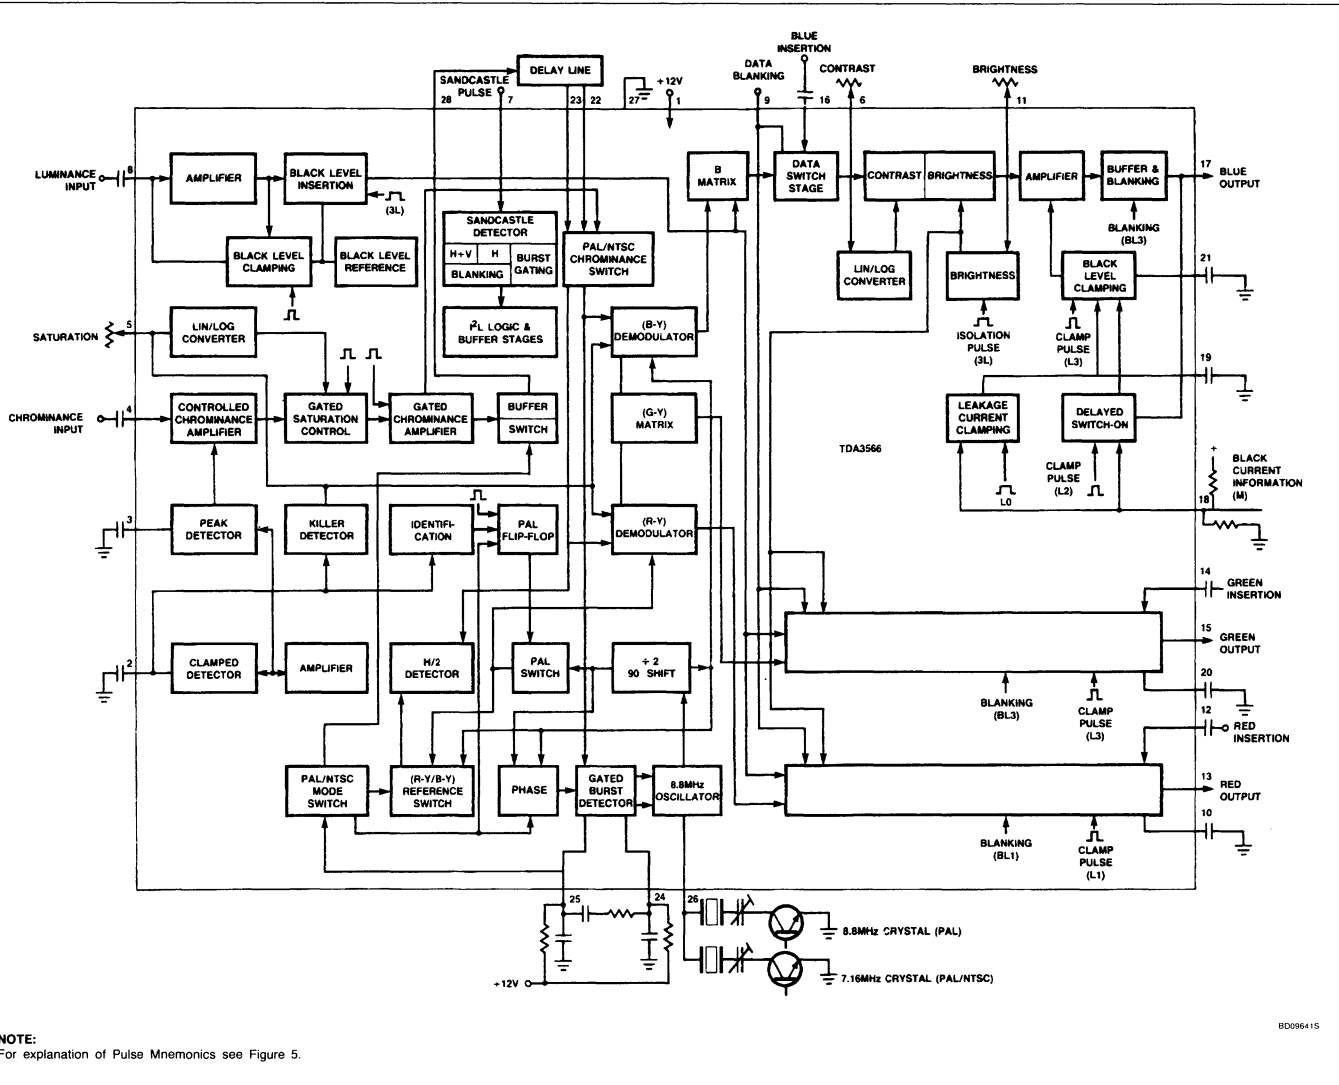 BLUE
INSERTION
DELAY LINE
DATA
BLANKING
CONTRAST
BRIGHTNESS
SANDCASTLE
PULSE
+12V
28
7
23
22
27
1
9
16
6
11
LUMINANCE
INPUT
8
AMPLIFIER
BLACK LEVEL
INSERTION
(3L)
BLACK LEVEL
CLAMPING
BLACK LEVEL
REFERENCE
SANDCASTLE
DETECTOR
H+V
H
BURST
GATING
BLANKING
PAL/NTSC
CHROMINANCE
SWITCH
B
MATRIX
DATA
SWITCH
STAGE
CONTRAST
BRIGHTNESS
AMPLIFIER
BUFFER &
BLANKING
17
BLUE
OUTPUT
BLANKING
(BL3)
LIN/LOG
CONVERTER
BRIGHTNESS
BLACK
LEVEL
CLAMPING
21
ISOLATION
PULSE
(3L)
CLAMP
PULSE
(L3)
SATURATION
5
LIN/LOG
CONVERTER
I²L LOGIC &
BUFFER STAGES
(B-Y)
DEMODULATOR
19
CHROMINANCE
INPUT
4
CONTROLLED
CHROMINANCE
AMPLIFIER
GATED
SATURATION
CONTROL
GATED
CHROMINANCE
AMPLIFIER
BUFFER
SWITCH
(G-Y)
MATRIX
LEAKAGE
CURRENT
CLAMPING
DELAYED
SWITCH-ON
TDA3566
L0
CLAMP
PULSE
(L2)
+
BLACK
CURRENT
INFORMATION
(M)
18
3
PEAK
DETECTOR
KILLER
DETECTOR
IDENTIFI-
CATION
PAL
FLIP-FLOP
(R-Y)
DEMODULATOR
14
GREEN
INSERTION
15
GREEN
OUTPUT
2
CLAMPED
DETECTOR
AMPLIFIER
H/2
DETECTOR
PAL
SWITCH
÷ 2
90 SHIFT
20
BLANKING
(BL3)
CLAMP
PULSE
(L3)
12
RED
INSERTION
PAL/NTSC
MODE
SWITCH
(R-Y/B-Y)
REFERENCE
SWITCH
PHASE
GATED
BURST
DETECTOR
8.8MHz
OSCILLATOR
13
RED
OUTPUT
10
BLANKING
(BL1)
CLAMP
PULSE
(L1)
25
24
26
8.8MHz CRYSTAL (PAL)
+12V
7.16MHz CRYSTAL (PAL/NTSC)
BD09641S
NOTE:
For explanation of Pulse Mnemonics see Figure 5.